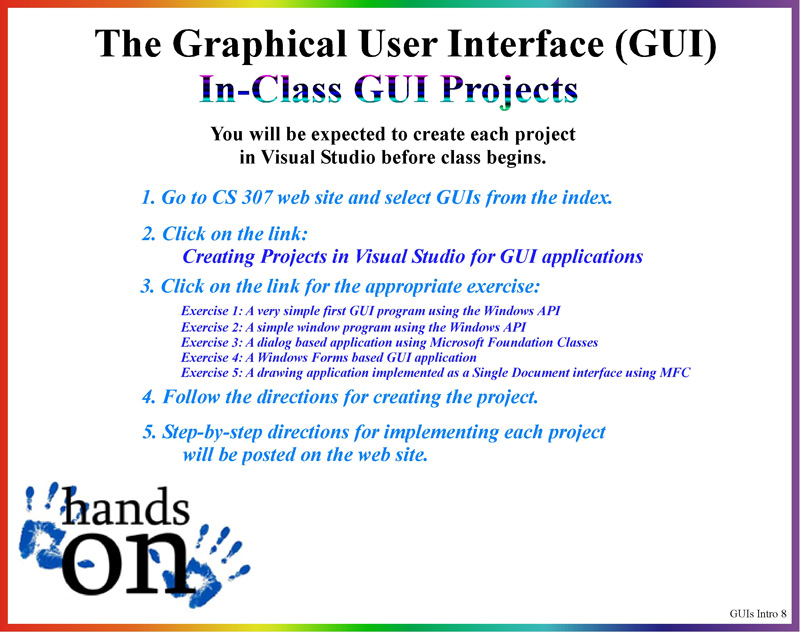 The Graphical User Interface (GUI)
In-Class GUI Projects
You will be expected to create each project
in Visual Studio before class begins.
1. Go to CS 307 web site and select GUIs from the index.
2. Click on the link:
Creating Projects in Visual Studio for GUI applications
3. Click on the link for the appropriate exercise:
Exercise 1: A very simple first GUI program using the Windows API
Exercise 2: A simple window program using the Windows API
Exercise 3: A dialog based application using Microsoft Foundation Classes
Exercise 4: A Windows Forms based GUI application
Exercise 5: A drawing application implemented as a Single Document interface using MFC
4. Follow the directions for creating the project.
5. Step-by-step directions for implementing each project
will be posted on the web site.
hands
on
GUIs Intro 8